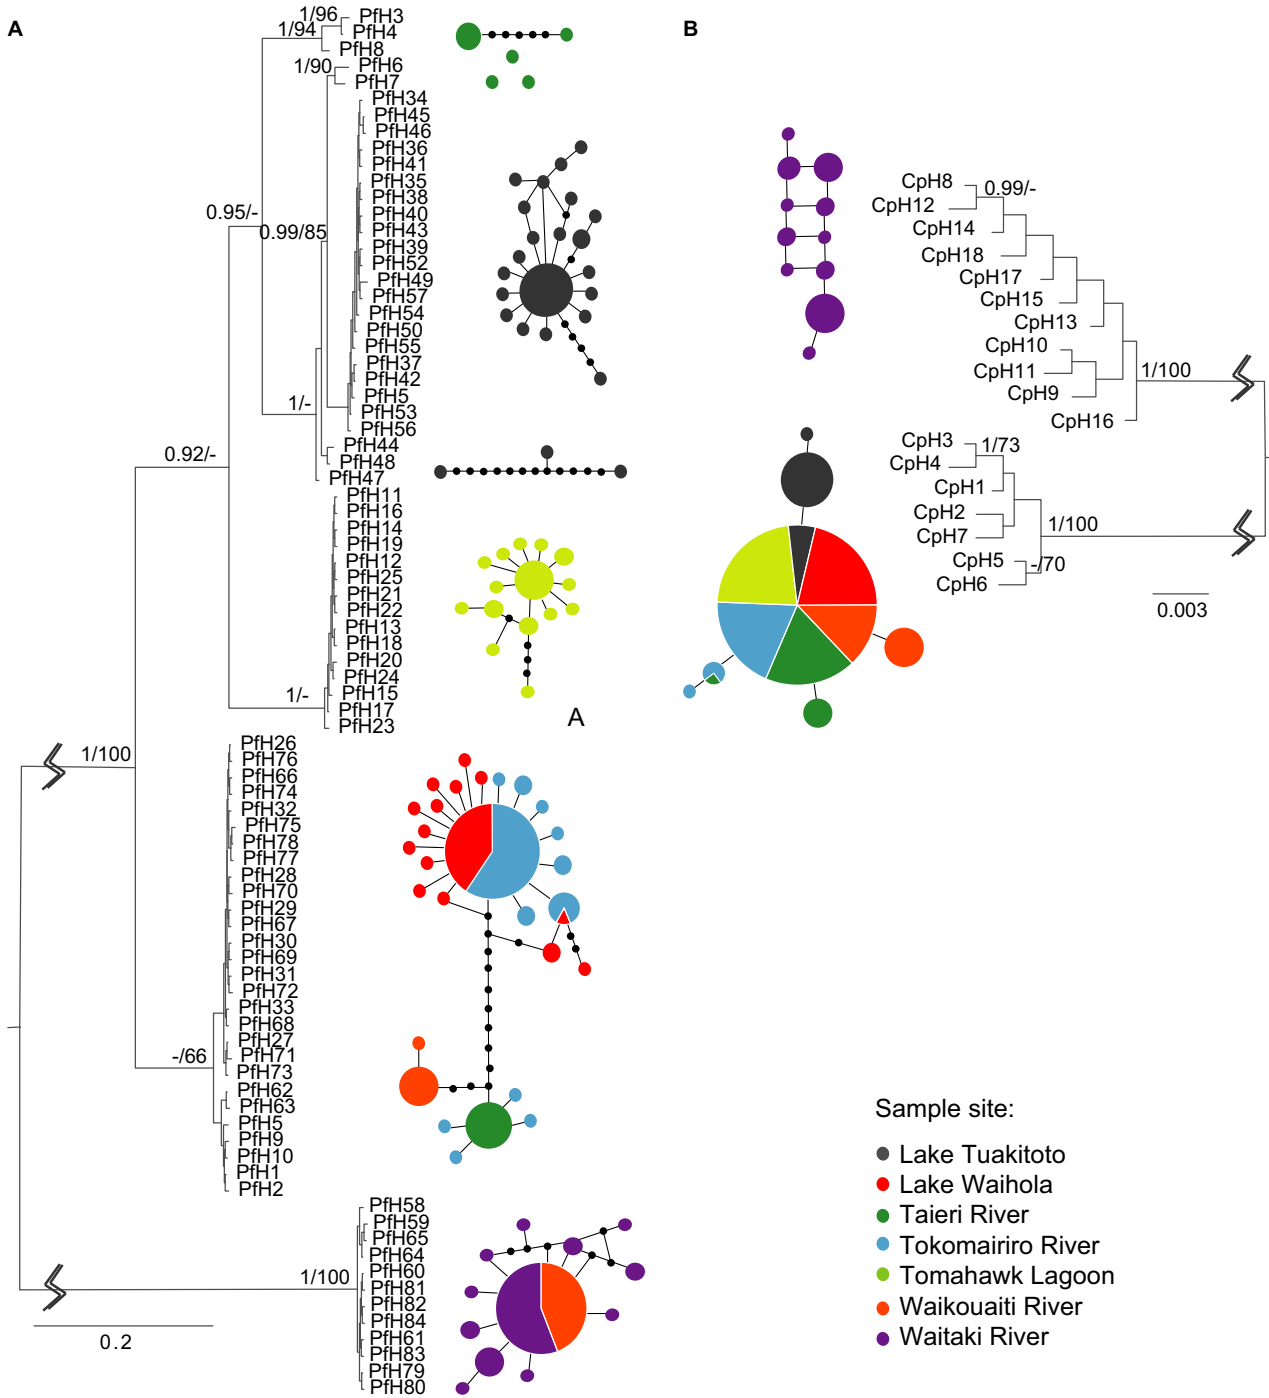 A
1/96
PfH3
1/94
PfH4
PfH8
1/90
PfH6
PfH7
PfH34
PfH45
PfH46
PfH36
PfH41
PfH35
PfH38
0.95/-
PfH40
0.99/85
PfH43
PfH39
PfH52
PfH49
PfH57
PfH54
PfH50
PfH55
PfH37
PfH42
PfH5
1/-
PfH53
PfH56
PfH44
0.92/-
PfH48
PfH47
PfH11
PfH16
PfH14
PfH19
PfH12
PfH25
PfH21
PfH22
PfH13
PfH18
PfH20
PfH24
1/-
PfH15
PfH17
PfH23
A
1/100
PfH26
PfH76
PfH66
PfH74
PfH32
PfH75
PfH78
PfH77
PfH28
PfH70
PfH29
PfH67
PfH30
PfH69
PfH31
PfH72
PfH33
PfH68
PfH27
-/66
PfH71
PfH73
PfH62
PfH63
PfH5
PfH9
PfH10
PfH1
PfH2
PfH58
PfH59
PfH65
PfH64
1/100
PfH60
PfH81
PfH82
PfH84
PfH61
PfH83
PfH79
PfH80
0.2
B
CpH8
0.99/-
CpH12
CpH14
CpH18
CpH17
CpH15
CpH13
CpH10
CpH11
1/100
CpH9
CpH16
CpH3
1/73
CpH4
CpH1
CpH2
1/100
CpH7
CpH5
-/70
CpH6
0.003
Sample site:
Lake Tuakitoto
Lake Waihola
Taieri River
Tokomairiro River
Tomahawk Lagoon
Waikouaiti River
Waitaki River